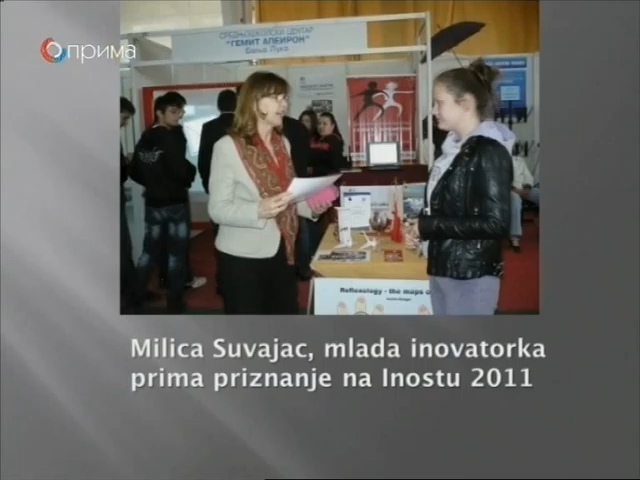 прима
СРЕДЊОШКОЛСКИ ЦЕНТАР
"ГЕМИТ АПЕИРОН"
Бања Лука
Reflexology - the maps o
Milica Suvajac, mlada inovatorka
prima priznanje na Inostu 2011